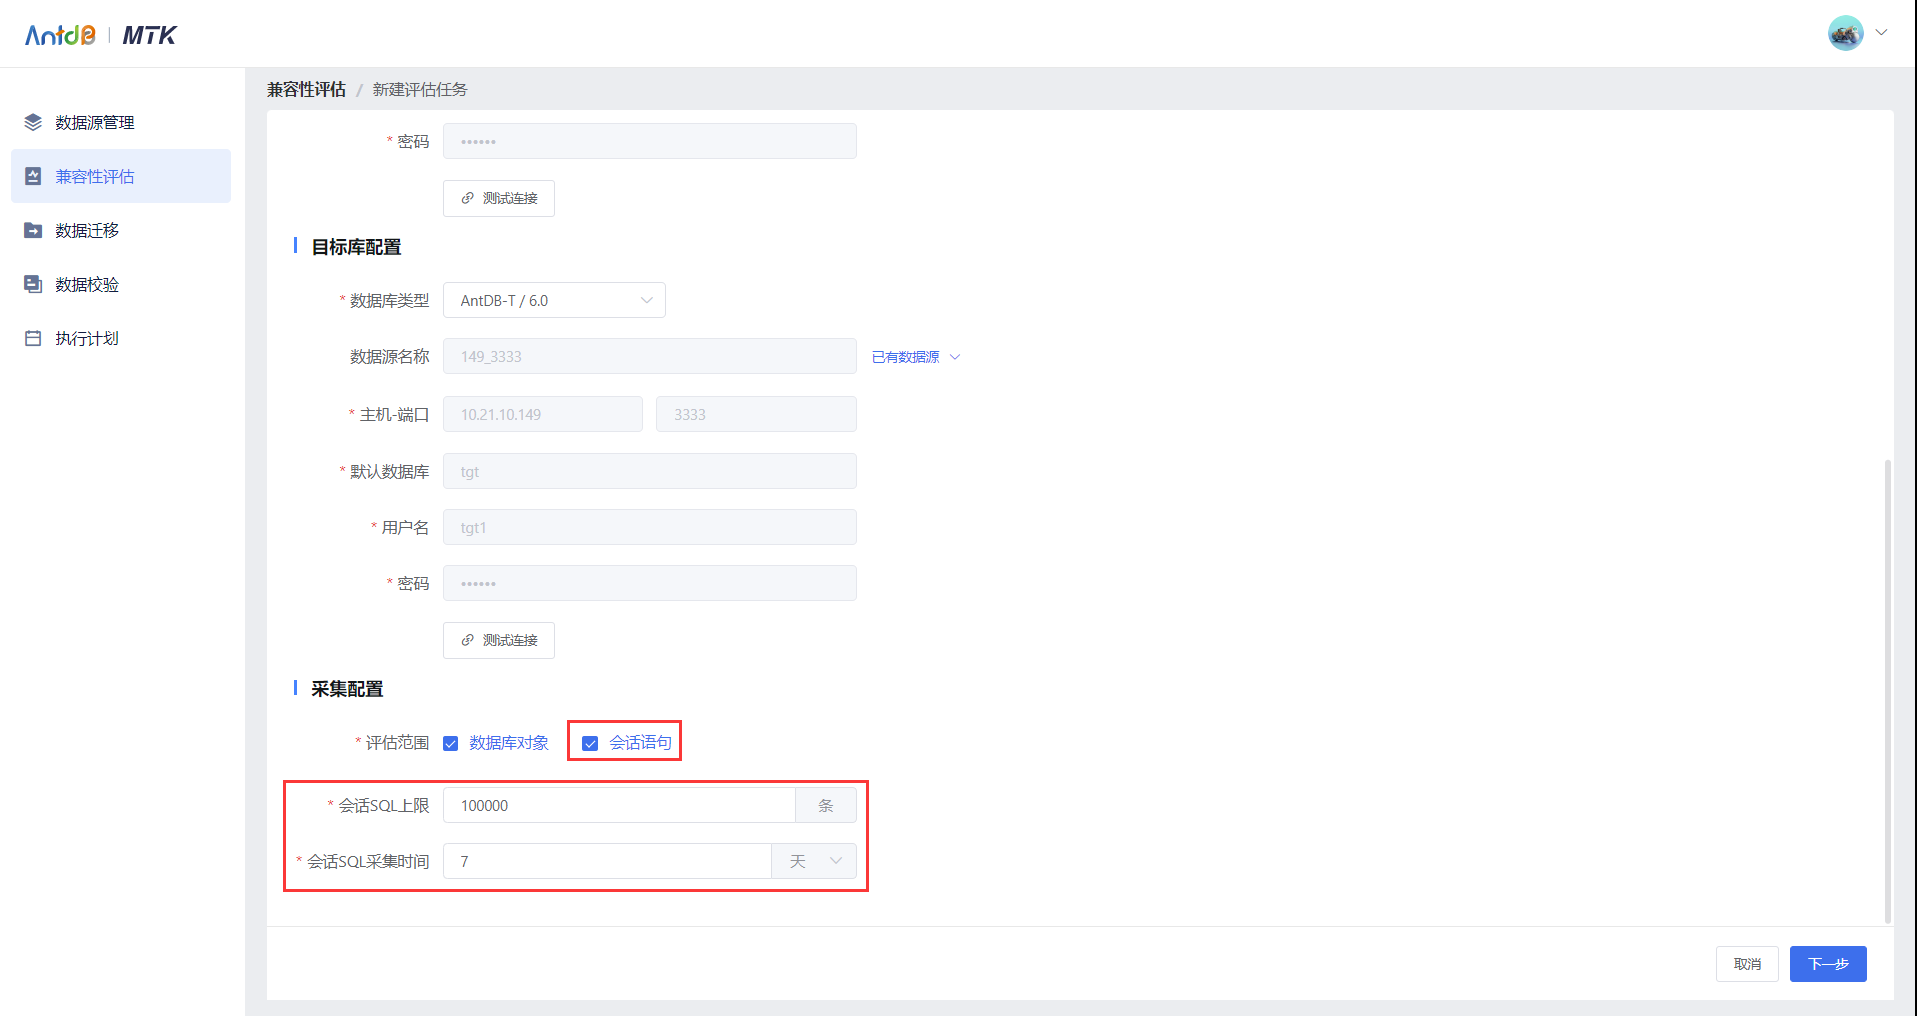 AntdB | MTK
兼容性评估 / 新建评估任务
数据源管理
兼容性评估
数据迁移
数据校验
执行计划
* 密码 ••••••
测试连接
目标库配置
* 数据库类型 AntDB-T / 6.0
数据源名称 149_3333 已有数据源
* 主机-端口 10.21.10.149 3333
* 默认数据库 tgt
* 用户名 tgt1
* 密码 ••••••
测试连接
采集配置
* 评估范围 数据库对象 会话语句
* 会话SQL上限 100000 条
* 会话SQL采集时间 7 天
取消 下一步